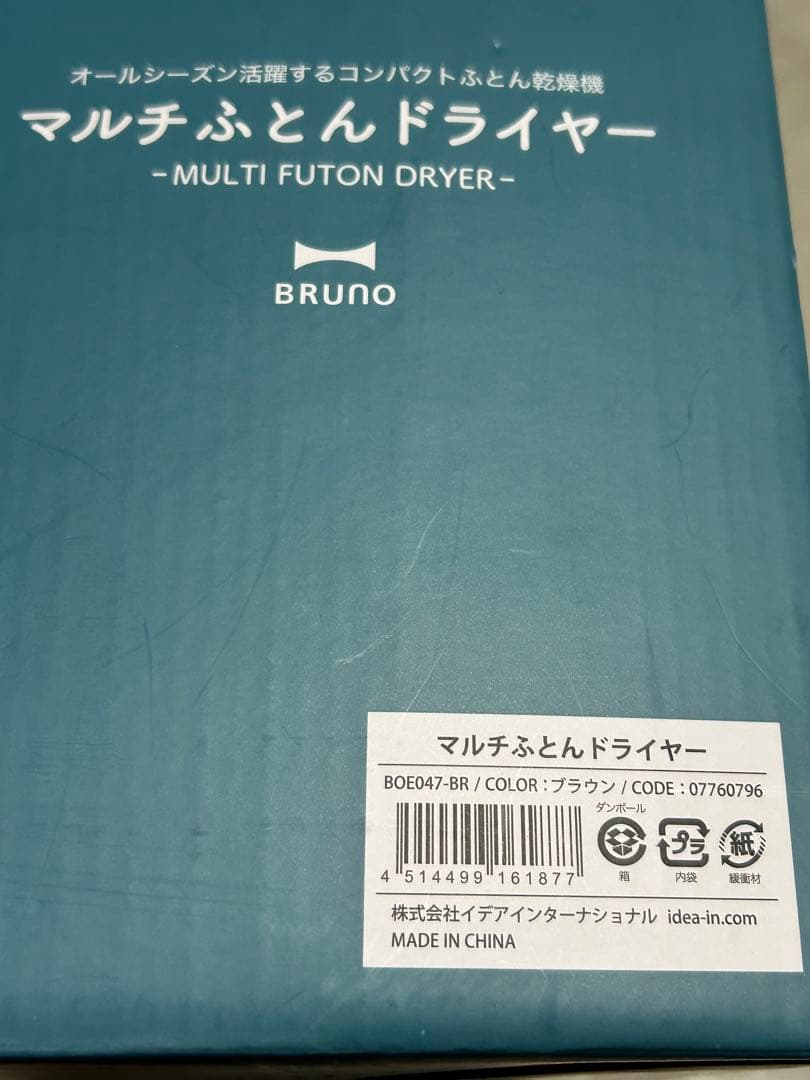 オールシーズン活躍するコンパクトふとん乾燥機
マルチふとんドライヤー
-MULTI FUTON DRYER-
BRUNO
マルチふとんドライヤー
BOE047-BR / COLOR : ブラウン / CODE : 07760796
ダンボール
プラ
紙
箱
内袋
緩衝材
4 514499 161877
株式会社イデアインターナショナル idea-in.com
MADE IN CHINA